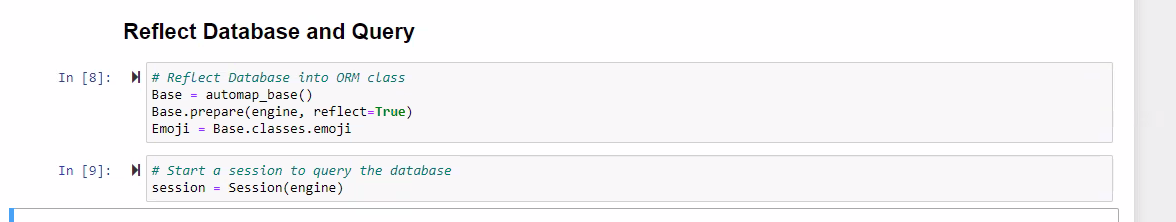 Reflect Database and Query
In [8]:
# Reflect Database into ORM class
Base = automap_base()
Base.prepare(engine, reflect=True)
Emoji = Base.classes.emoji
In [9]:
# Start a session to query the database
session = Session(engine)